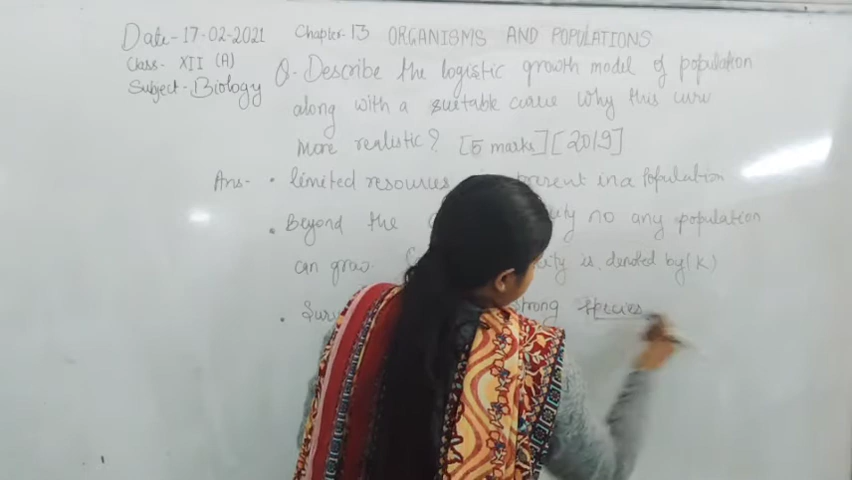 Date-17-02-2021 Chapter-13 ORGANISMS AND POPULATIONS
Class- XII (A)
Subject-Biology
Q. Describe the logistic growth model of population
along with a suitable curve Why this curv
more realistic? [5 marks][2019]
Ans- • limited resources present in a Population
• Beyond the no any population
can grow. is denoted by (K)
• strong species